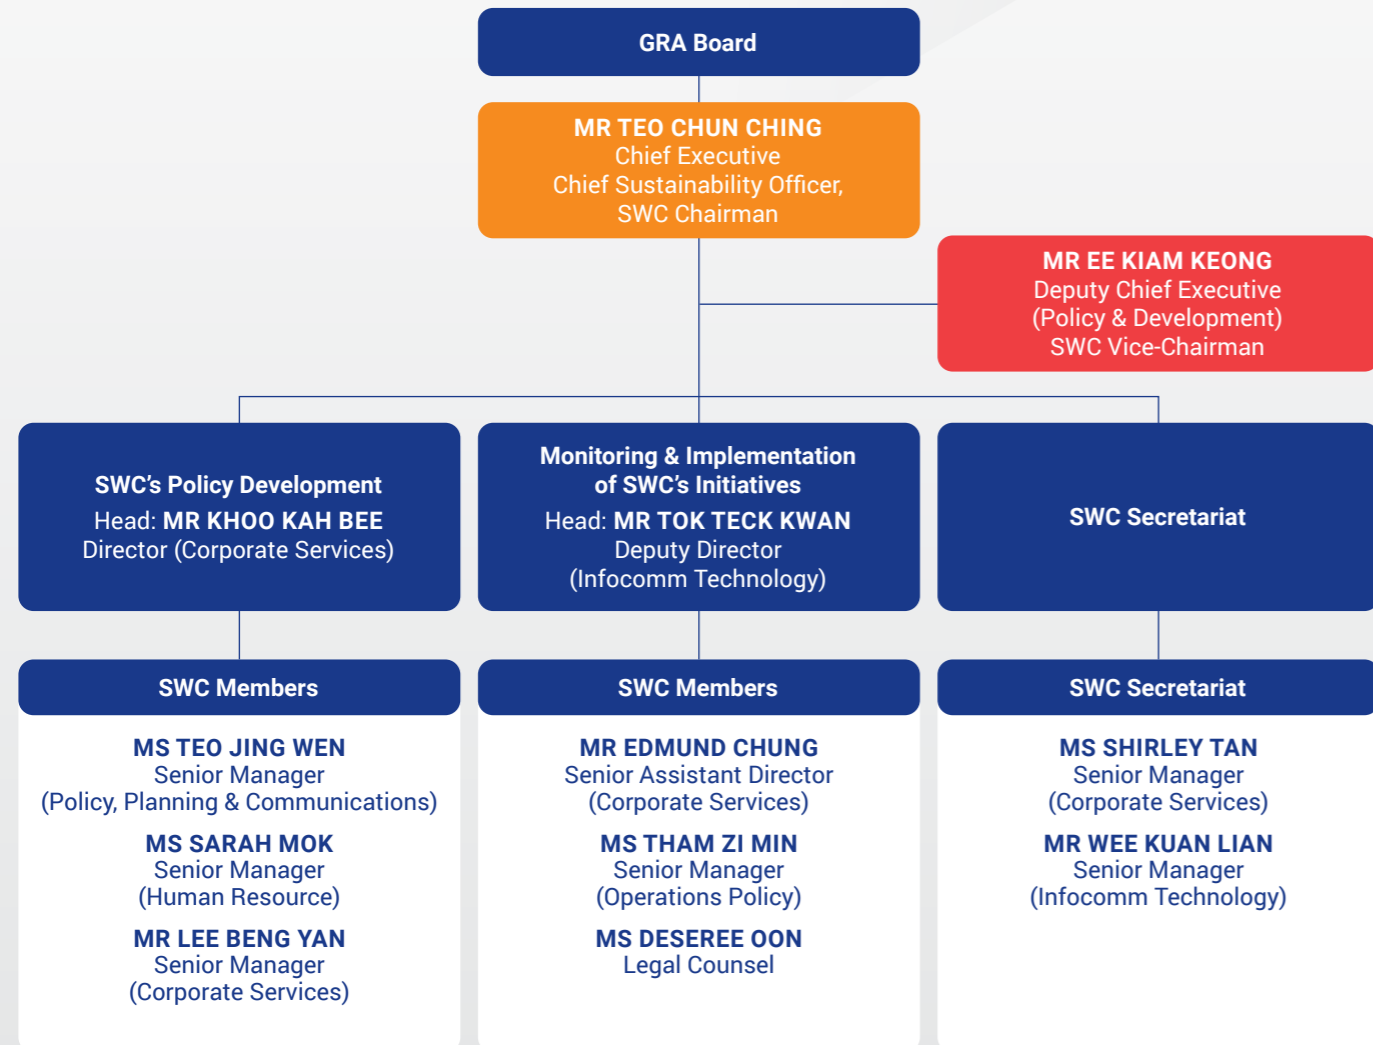 GRA Board
MR TEO CHUN CHING
Chief Executive
Chief Sustainability Officer,
SWC Chairman
MR EE KIAM KEONG
Deputy Chief Executive
(Policy & Development)
SWC Vice-Chairman
SWC's Policy Development
Head: MR KHOO KAH BEE
Director (Corporate Services)
Monitoring & Implementation
of SWC's Initiatives
Head: MR TOK TECK KWAN
Deputy Director
(Infocomm Technology)
SWC Secretariat
SWC Members
MS TEO JING WEN
Senior Manager
(Policy, Planning & Communications)
MS SARAH MOK
Senior Manager
(Human Resource)
MR LEE BENG YAN
Senior Manager
(Corporate Services)
SWC Members
MR EDMUND CHUNG
Senior Assistant Director
(Corporate Services)
MS THAM ZI MIN
Senior Manager
(Operations Policy)
MS DESEREE OON
Legal Counsel
SWC Secretariat
MS SHIRLEY TAN
Senior Manager
(Corporate Services)
MR WEE KUAN LIAN
Senior Manager
(Infocomm Technology)